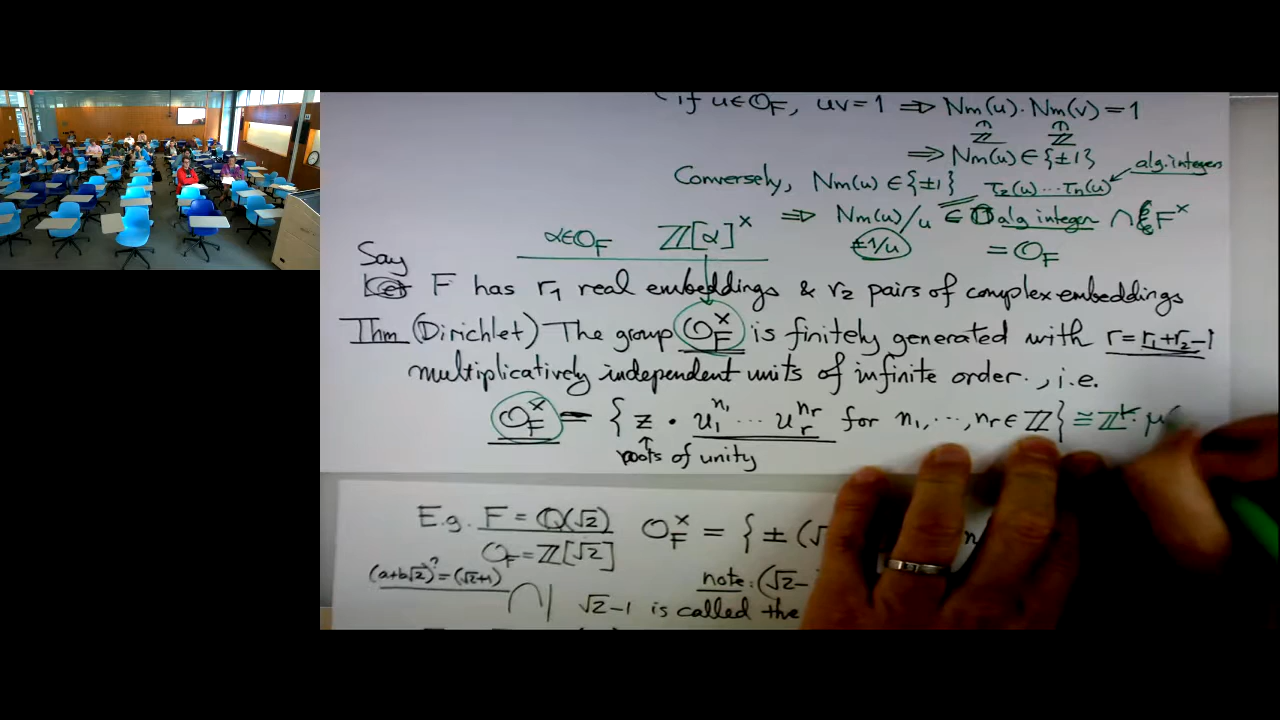 if u∈O_F, uv=1 ⇒ Nm(u)·Nm(v)=1
ℤ ℤ
⇒ Nm(u)∈{±1}
alg.integers
Conversely, Nm(u)∈{±1} τ₂(u)…τₙ(u)
⇒ Nm(u)/u ∈ alg integer ∩ F^×
±1/u
= O_F
α∈O_F ℤ[α]^×
Say
F has r₁ real embeddings & r₂ pairs of complex embeddings
Thm (Dirichlet) The group O_F^× is finitely generated with r=r₁+r₂-1
multiplicatively independent units of infinite order., i.e.
O_F^× = { z · u₁^{n₁} … u_r^{n_r} for n₁,…,n_r∈ℤ} ≅ ℤ^r · μ
roots of unity
E.g. F = ℚ(√2) O_F^× = { ± (√
O_F=ℤ[√2]
(a+b√2)^?=(√2+1)
note: (√2-
√2-1 is called the